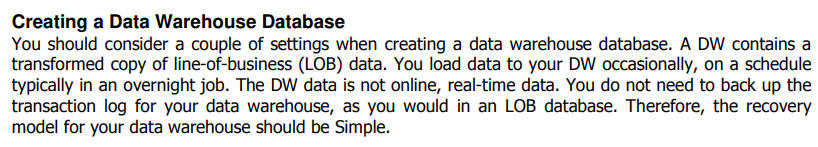 Creating a Data Warehouse Database
You should consider a couple of settings when creating a data warehouse database. A DW contains a
transformed copy of line-of-business (LOB) data. You load data to your DW occasionally, on a schedule
typically in an overnight job. The DW data is not online, real-time data. You do not need to back up the
transaction log for your data warehouse, as you would in an LOB database. Therefore, the recovery
model for your data warehouse should be Simple.